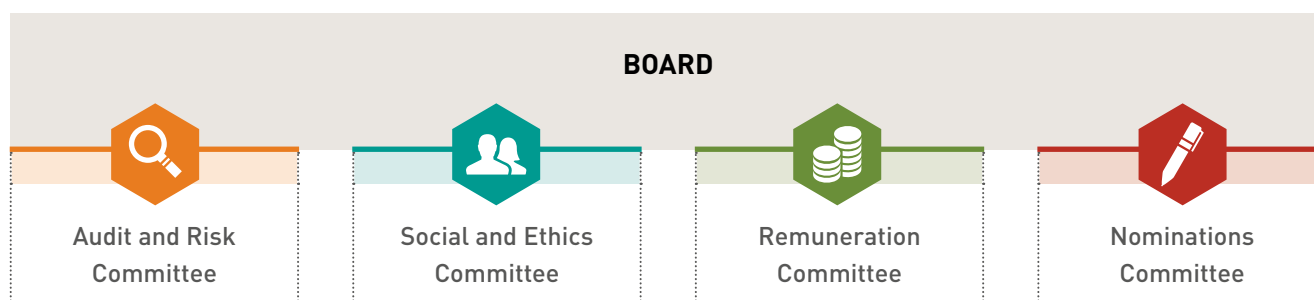 BOARD
Audit and Risk
Committee
Social and Ethics
Committee
Remuneration
Committee
Nominations
Committee